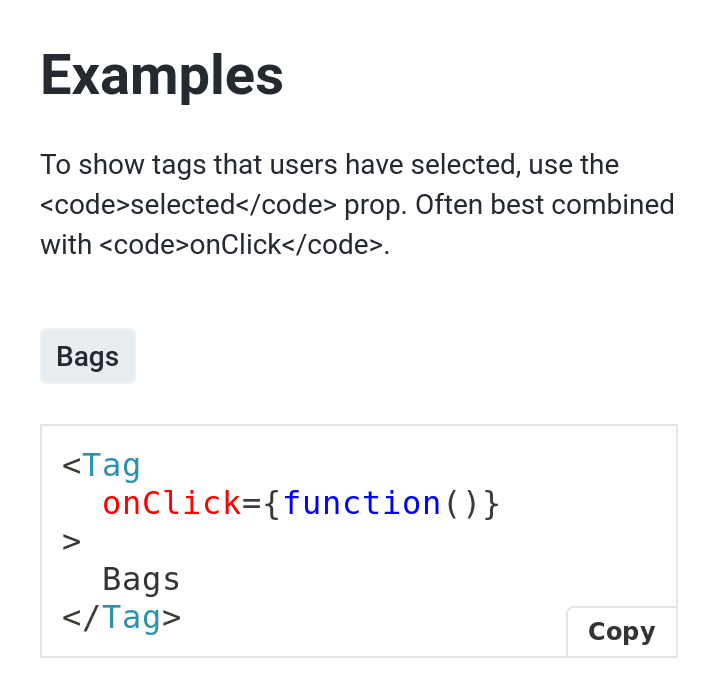 Examples
To show tags that users have selected, use the
<code>selected</code> prop. Often best combined
with <code>onClick</code>.
Bags
<Tag
  onClick={function()}
>
  Bags
</Tag>
Copy